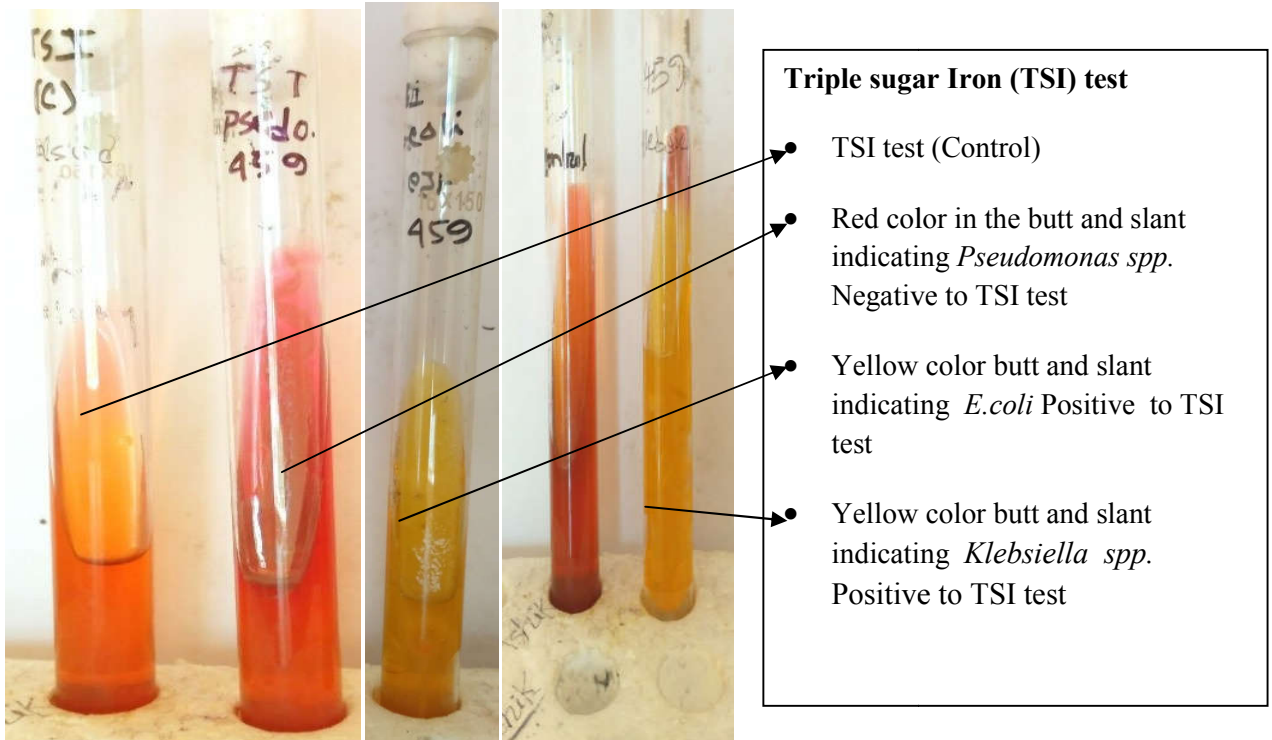 TSI
(C)
TST
psedo.
459
coli
459
459
Triple sugar Iron (TSI) test
• TSI test (Control)
• Red color in the butt and slant
indicating Pseudomonas spp.
Negative to TSI test
• Yellow color butt and slant
indicating E.coli Positive to TSI
test
• Yellow color butt and slant
indicating Klebsiella spp.
Positive to TSI test